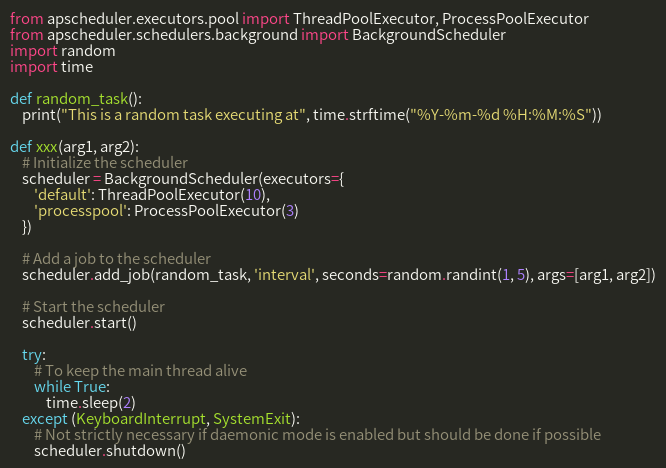 from apscheduler.executors.pool import ThreadPoolExecutor, ProcessPoolExecutor
from apscheduler.schedulers.background import BackgroundScheduler
import random
import time

def random_task():
    print("This is a random task executing at", time.strftime("%Y-%m-%d %H:%M:%S"))

def xxx(arg1, arg2):
    # Initialize the scheduler
    scheduler = BackgroundScheduler(executors={
        'default': ThreadPoolExecutor(10),
        'processpool': ProcessPoolExecutor(3)
    })

    # Add a job to the scheduler
    scheduler.add_job(random_task, 'interval', seconds=random.randint(1, 5), args=[arg1, arg2])

    # Start the scheduler
    scheduler.start()

    try:
        # To keep the main thread alive
        while True:
            time.sleep(2)
    except (KeyboardInterrupt, SystemExit):
        # Not strictly necessary if daemonic mode is enabled but should be done if possible
        scheduler.shutdown()